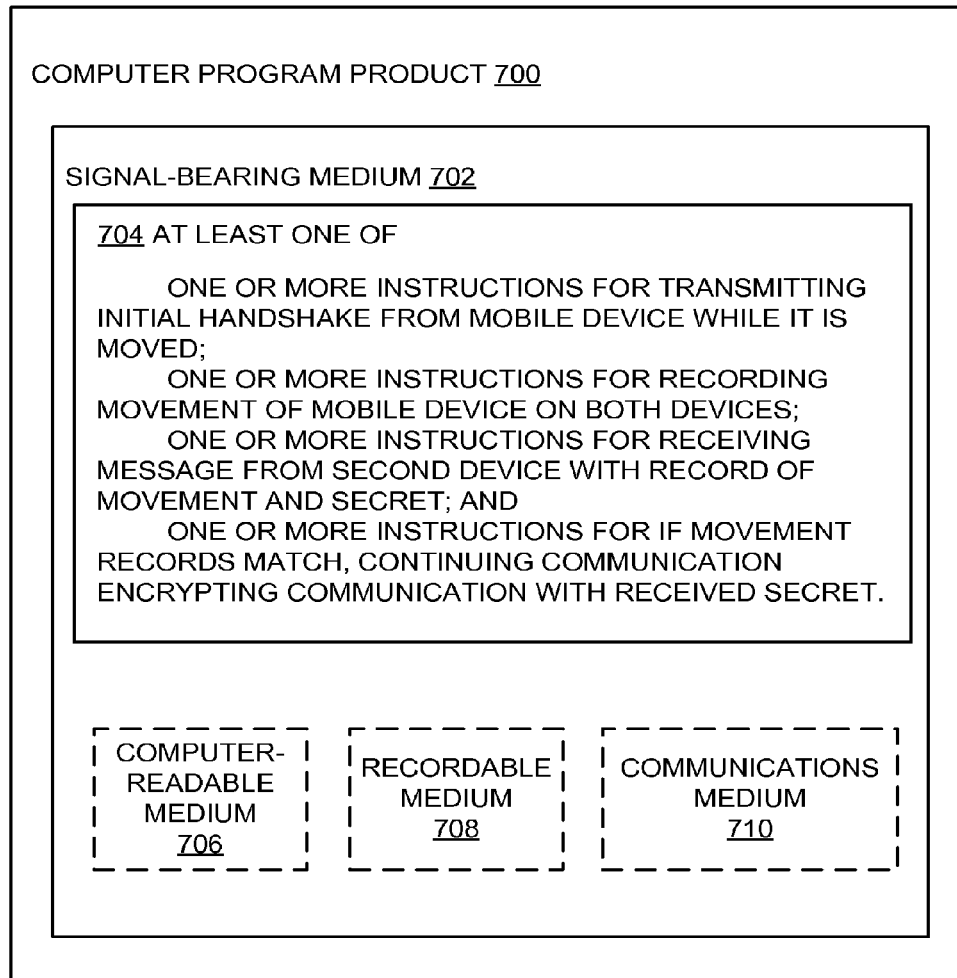 COMPUTER PROGRAM PRODUCT 700
SIGNAL-BEARING MEDIUM 702
704 AT LEAST ONE OF
ONE OR MORE INSTRUCTIONS FOR TRANSMITTING
INITIAL HANDSHAKE FROM MOBILE DEVICE WHILE IT IS
MOVED;
ONE OR MORE INSTRUCTIONS FOR RECORDING
MOVEMENT OF MOBILE DEVICE ON BOTH DEVICES;
ONE OR MORE INSTRUCTIONS FOR RECEIVING
MESSAGE FROM SECOND DEVICE WITH RECORD OF
MOVEMENT AND SECRET; AND
ONE OR MORE INSTRUCTIONS FOR IF MOVEMENT
RECORDS MATCH, CONTINUING COMMUNICATION
ENCRYPTING COMMUNICATION WITH RECEIVED SECRET.
COMPUTER-
READABLE
MEDIUM
706
RECORDABLE
MEDIUM
708
COMMUNICATIONS
MEDIUM
710